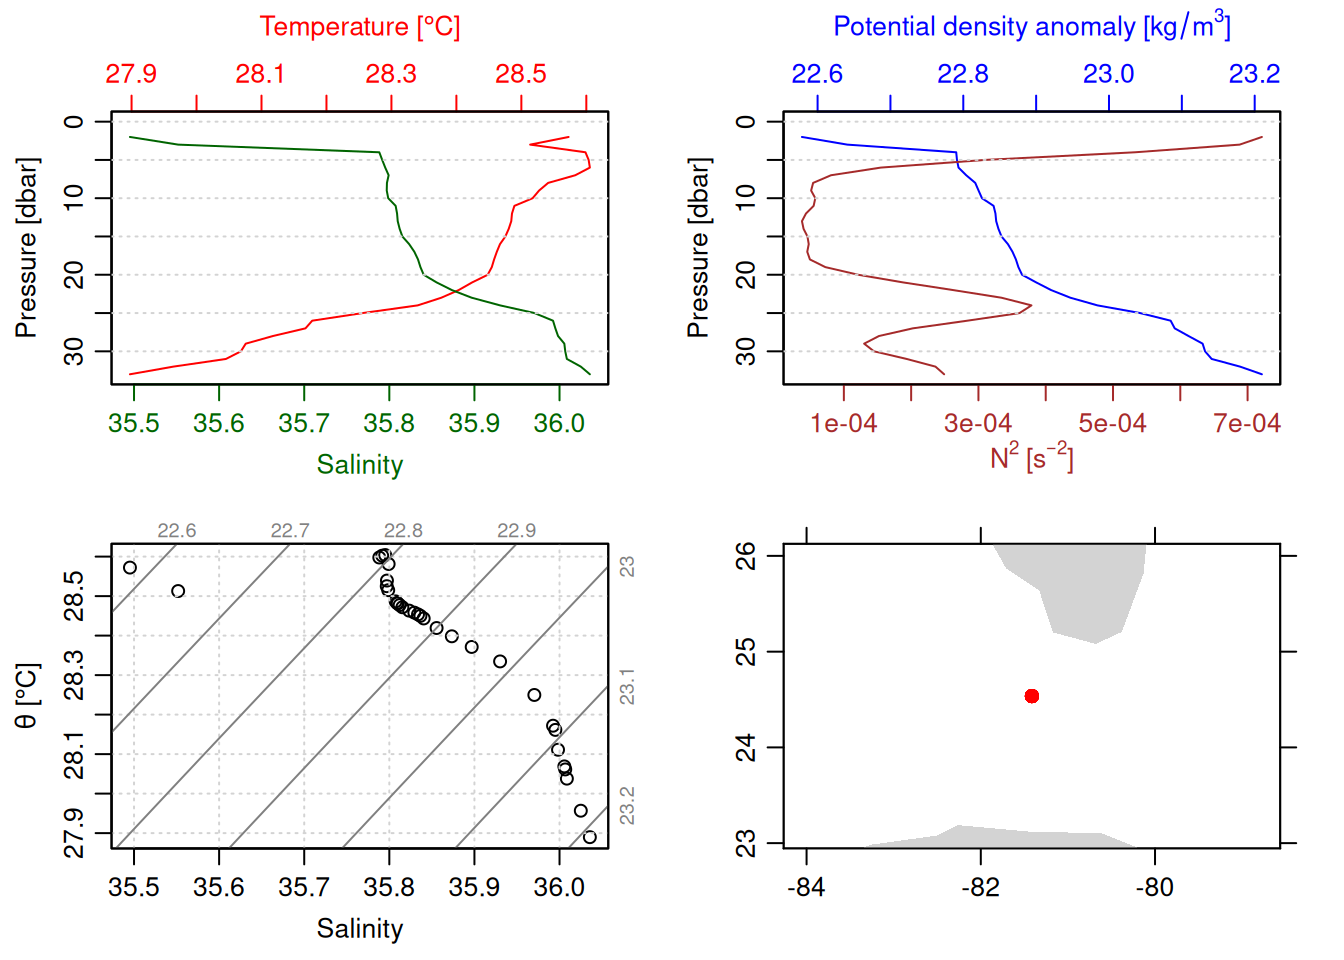 Temperature [°C]
27.9 28.1 28.3 28.5
0
10
20
30
Pressure [dbar]
35.5 35.6 35.7 35.8 35.9 36.0
Salinity
Potential density anomaly [kg/m³]
22.6 22.8 23.0 23.2
0
10
20
30
Pressure [dbar]
1e-04 3e-04 5e-04 7e-04
N² [s⁻²]
22.6 22.7 22.8 22.9
23
23.1
23.2
28.5
28.3
28.1
27.9
θ [°C]
35.5 35.6 35.7 35.8 35.9 36.0
Salinity
26
25
24
23
-84 -82 -80